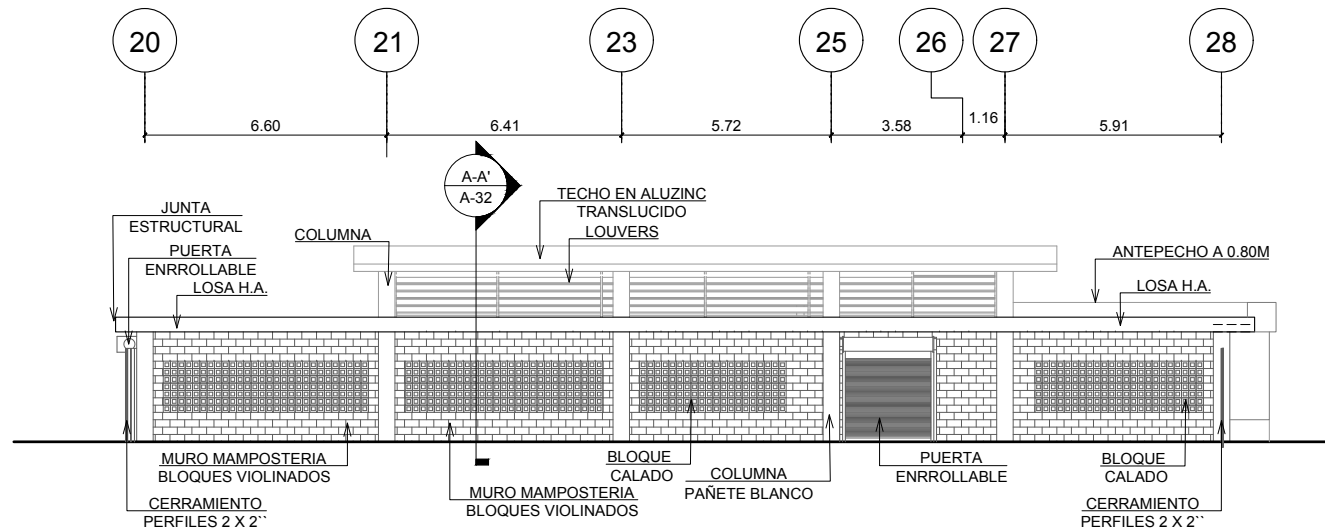 20
21
23
25
26
27
28
6.60
6.41
5.72
3.58
1.16
5.91
A-A'
A-32
JUNTA
ESTRUCTURAL
PUERTA
ENRROLLABLE
LOSA H.A.
COLUMNA
TECHO EN ALUZINC
TRANSLUCIDO
LOUVERS
ANTEPECHO A 0.80M
LOSA H.A.
MURO MAMPOSTERIA
BLOQUES VIOLINADOS
CERRAMIENTO
PERFILES 2 X 2``
MURO MAMPOSTERIA
BLOQUES VIOLINADOS
BLOQUE
CALADO
COLUMNA
PAÑETE BLANCO
PUERTA
ENRROLLABLE
BLOQUE
CALADO
CERRAMIENTO
PERFILES 2 X 2``